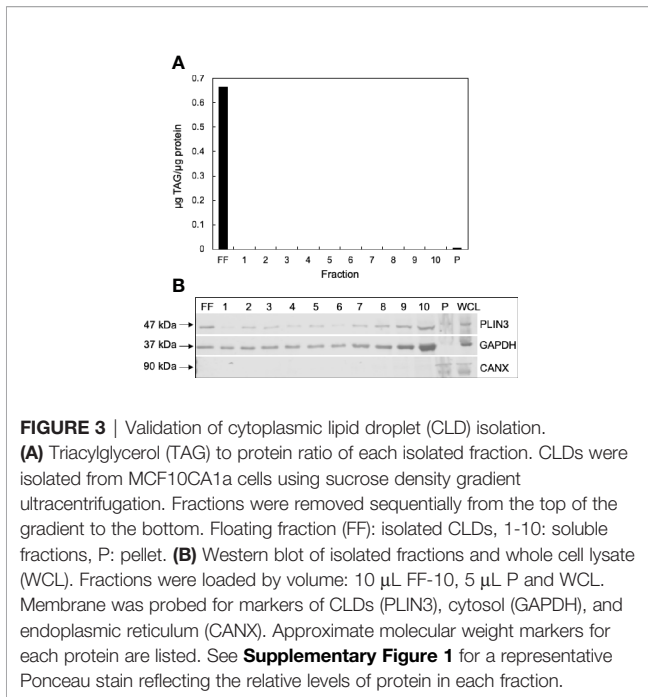 A
0.7
0.6
0.5
0.4
0.3
0.2
0.1
0
µg TAG/µg protein
FF 1 2 3 4 5 6 7 8 9 10 P
Fraction
B
FF 1 2 3 4 5 6 7 8 9 10 P WCL
47 kDa PLIN3
37 kDa GAPDH
90 kDa CANX
FIGURE 3 | Validation of cytoplasmic lipid droplet (CLD) isolation.
(A) Triacylglycerol (TAG) to protein ratio of each isolated fraction. CLDs were
isolated from MCF10CA1a cells using sucrose density gradient
ultracentrifugation. Fractions were removed sequentially from the top of the
gradient to the bottom. Floating fraction (FF): isolated CLDs, 1-10: soluble
fractions, P: pellet. (B) Western blot of isolated fractions and whole cell lysate
(WCL). Fractions were loaded by volume: 10 µL FF-10, 5 µL P and WCL.
Membrane was probed for markers of CLDs (PLIN3), cytosol (GAPDH), and
endoplasmic reticulum (CANX). Approximate molecular weight markers for
each protein are listed. See Supplementary Figure 1 for a representative
Ponceau stain reflecting the relative levels of protein in each fraction.